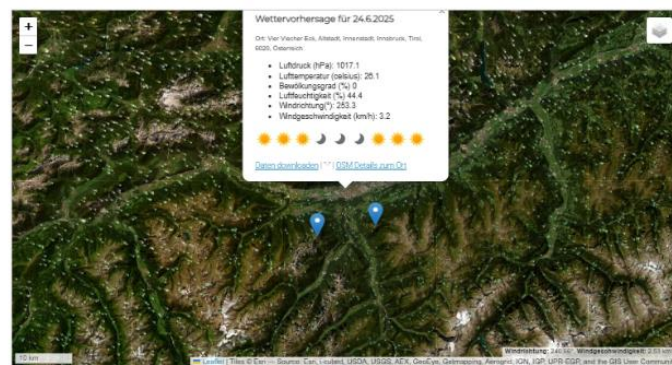 +
−
Wettervorhersage für 24.6.2025
Ort: Vier Viecher Eck, Altstadt, Innenstadt, Innsbruck, Tirol,
6020, Österreich
Luftdruck (hPa): 1017.1
Lufttemperatur (celsius): 26.1
Bewölkungsgrad (%) 0
Luftfeuchtigkeit (%) 44.4
Windrichtung(°): 253.3
Windgeschwindigkeit (km/h): 3.2
Daten downloaden | | OSM Details zum Ort
10 km
Windrichtung: Windgeschwindigkeit:
Leaflet | Tiles © Esri — Source: Esri, i-cubed, USDA, USGS, AEX, GeoEye, Getmapping, Aerogrid, IGN, IGP, UPR-EGP, and the GIS User Community